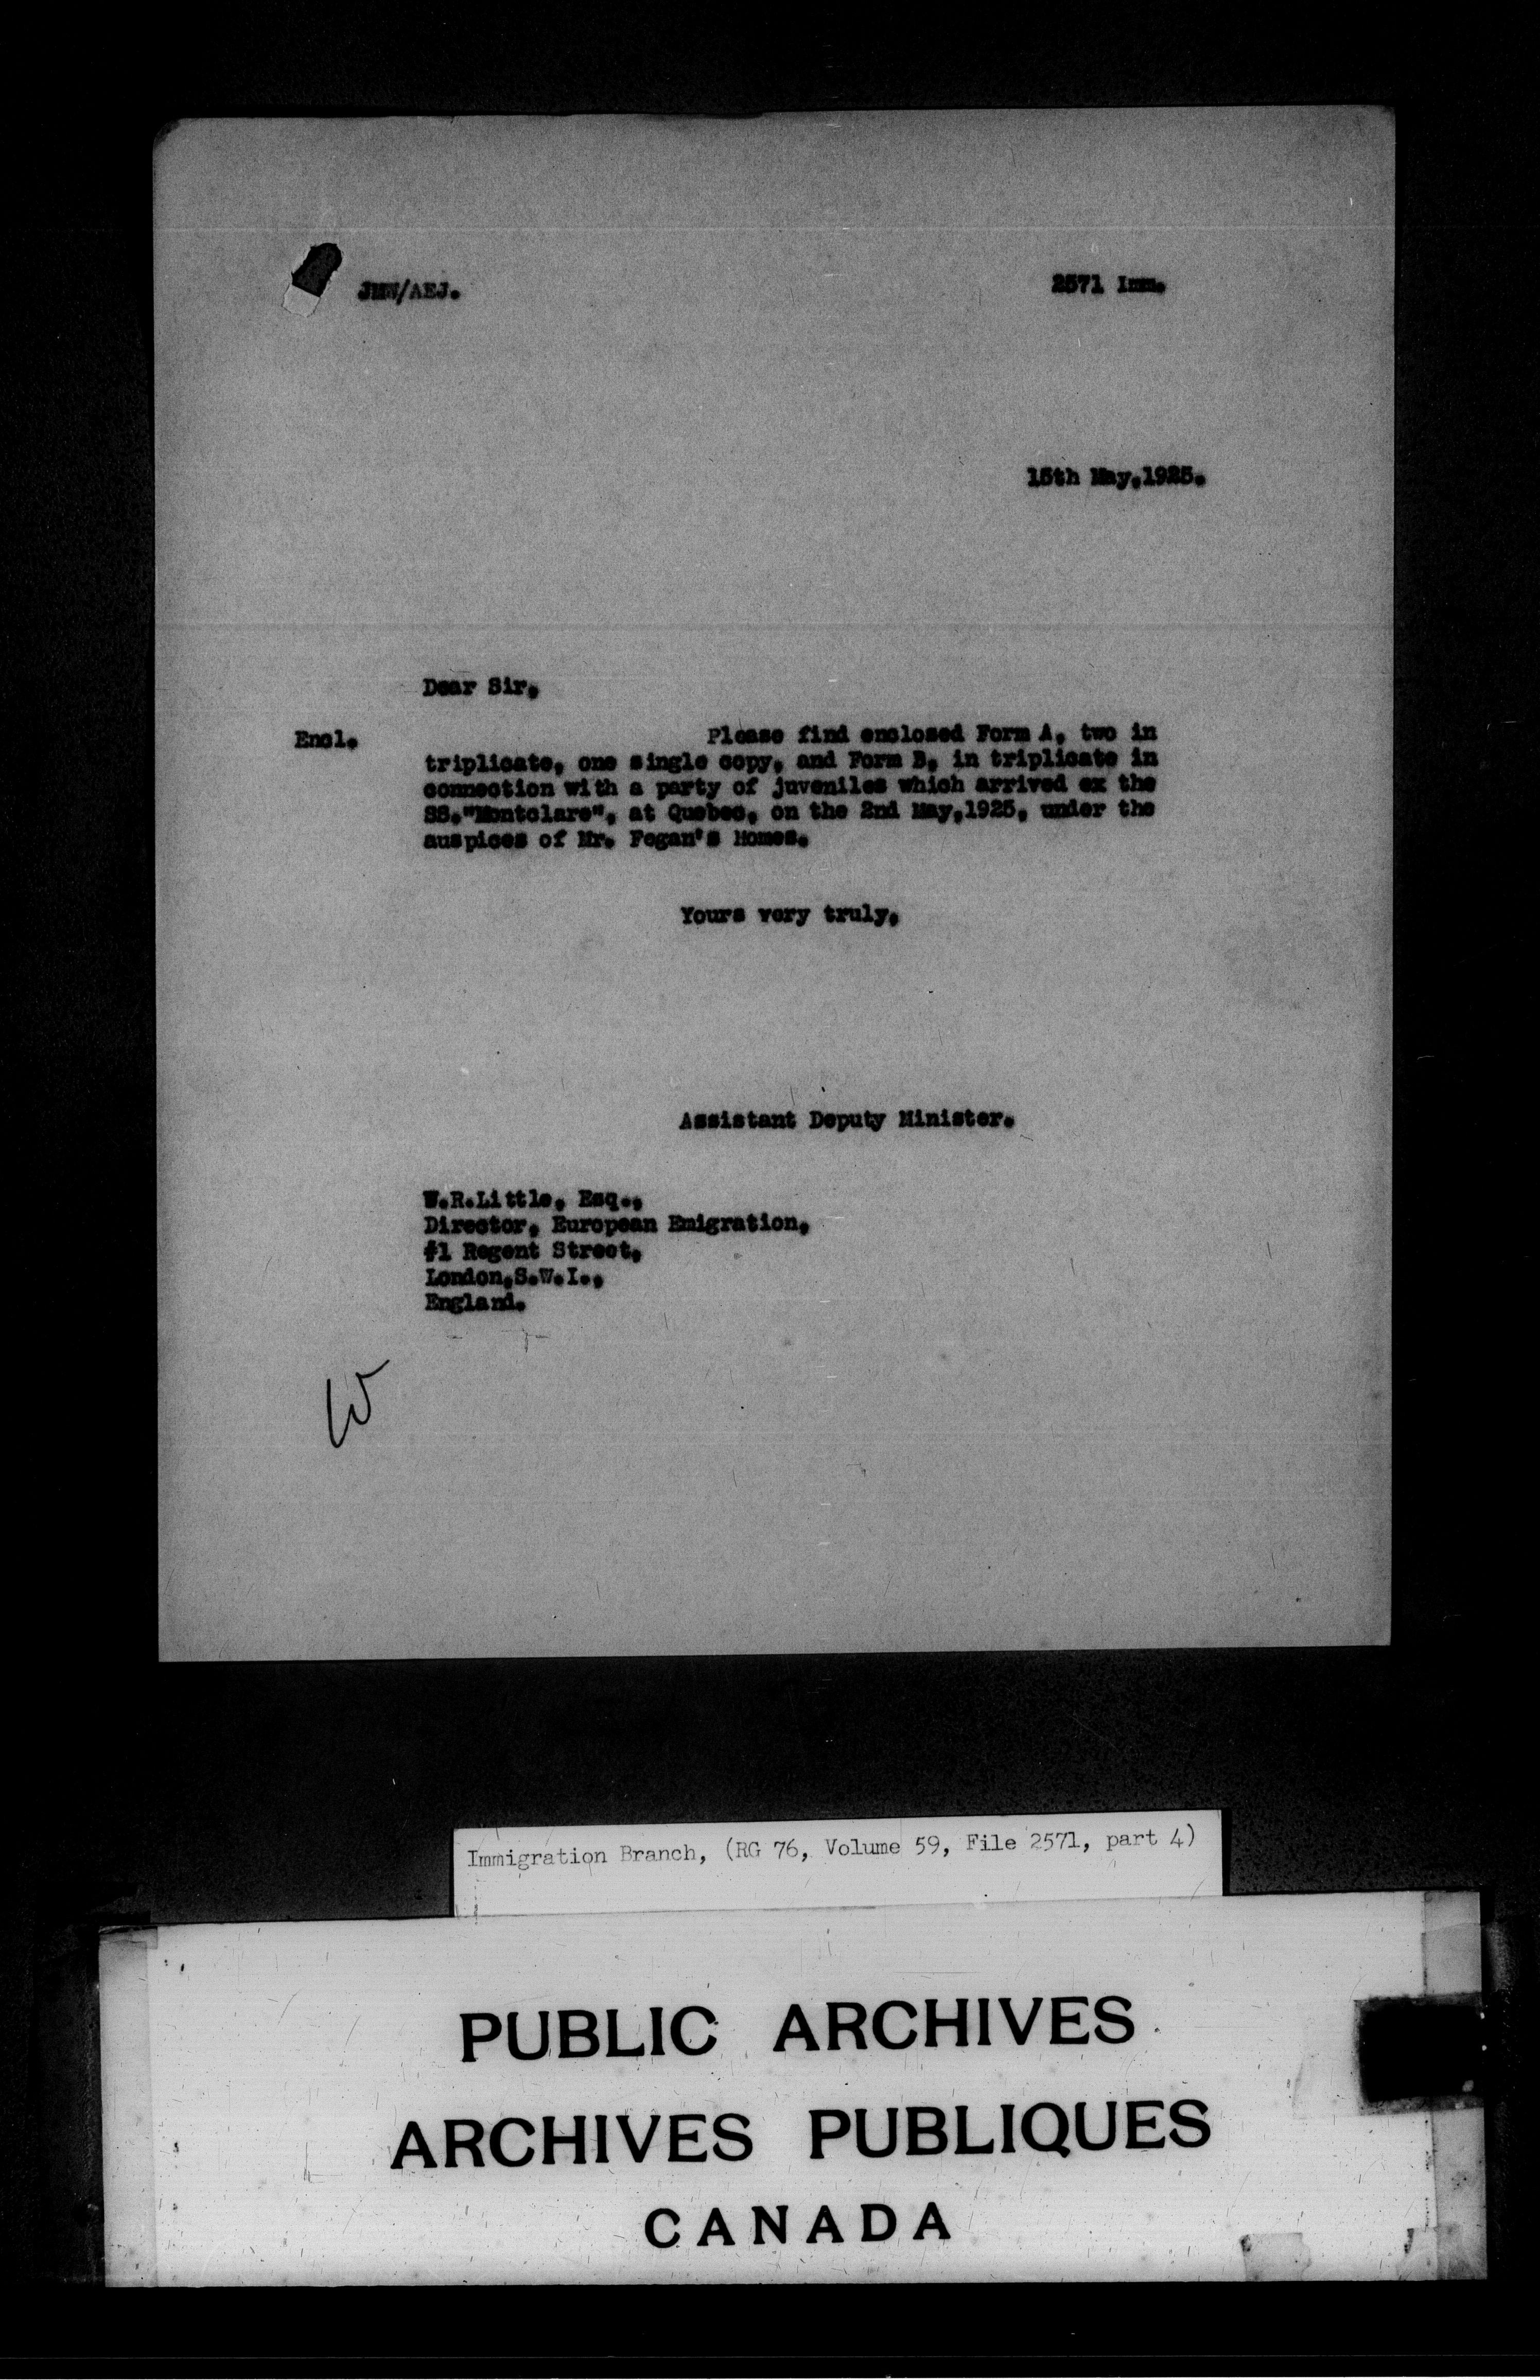 JMW/AEJ.
2571 Imm.
15th May,1925.
Dear Sir,
Encl.
Please find enclosed Form A, two in
triplicate, one single copy, and Form B, in triplicate in
connection with a party of juveniles which arrived ex the
SS."Montclare", at Quebec, on the 2nd May,1925, under the
auspices of Mr. Fegan's Homes.
Yours very truly,
Assistant Deputy Minister.
W.R.Little, Esq.,
Director, European Emigration,
#1 Regent Street,
London,S.W.I.,
England.
W
Immigration Branch, (RG 76, Volume 59, File 2571, part 4)
PUBLIC ARCHIVES
ARCHIVES PUBLIQUES
CANADA